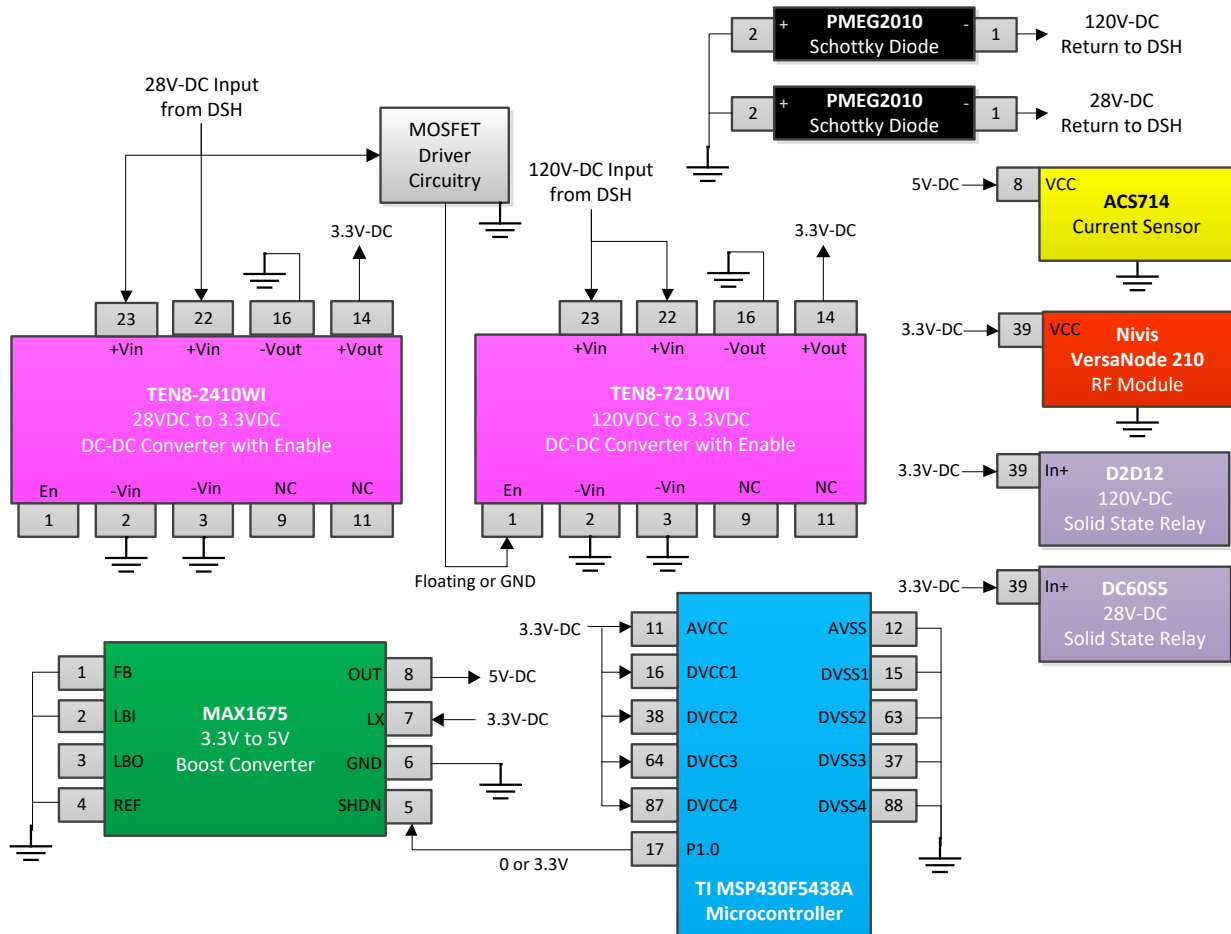 PMEG2010
Schottky Diode
2
+
-
1
120V-DC
Return to DSH
PMEG2010
Schottky Diode
2
+
-
1
28V-DC
Return to DSH
28V-DC Input
from DSH
MOSFET
Driver
Circuitry
120V-DC Input
from DSH
5V-DC
8
VCC
ACS714
Current Sensor
3.3V-DC
3.3V-DC
23
22
16
14
+Vin
+Vin
-Vout
+Vout
TEN8-2410WI
28VDC to 3.3VDC
DC-DC Converter with Enable
En
-Vin
-Vin
NC
NC
1
2
3
9
11
23
22
16
14
+Vin
+Vin
-Vout
+Vout
TEN8-7210WI
120VDC to 3.3VDC
DC-DC Converter with Enable
En
-Vin
-Vin
NC
NC
1
2
3
9
11
Floating or GND
3.3V-DC
39
VCC
Nivis
VersaNode 210
RF Module
3.3V-DC
39
In+
D2D12
120V-DC
Solid State Relay
3.3V-DC
39
In+
DC60S5
28V-DC
Solid State Relay
1
FB
2
LBI
3
LBO
4
REF
MAX1675
3.3V to 5V
Boost Converter
OUT
8
5V-DC
LX
7
3.3V-DC
GND
6
SHDN
5
0 or 3.3V
3.3V-DC
11
AVCC
16
DVCC1
38
DVCC2
64
DVCC3
87
DVCC4
17
P1.0
AVSS
12
DVSS1
15
DVSS2
63
DVSS3
37
DVSS4
88
TI MSP430F5438A
Microcontroller